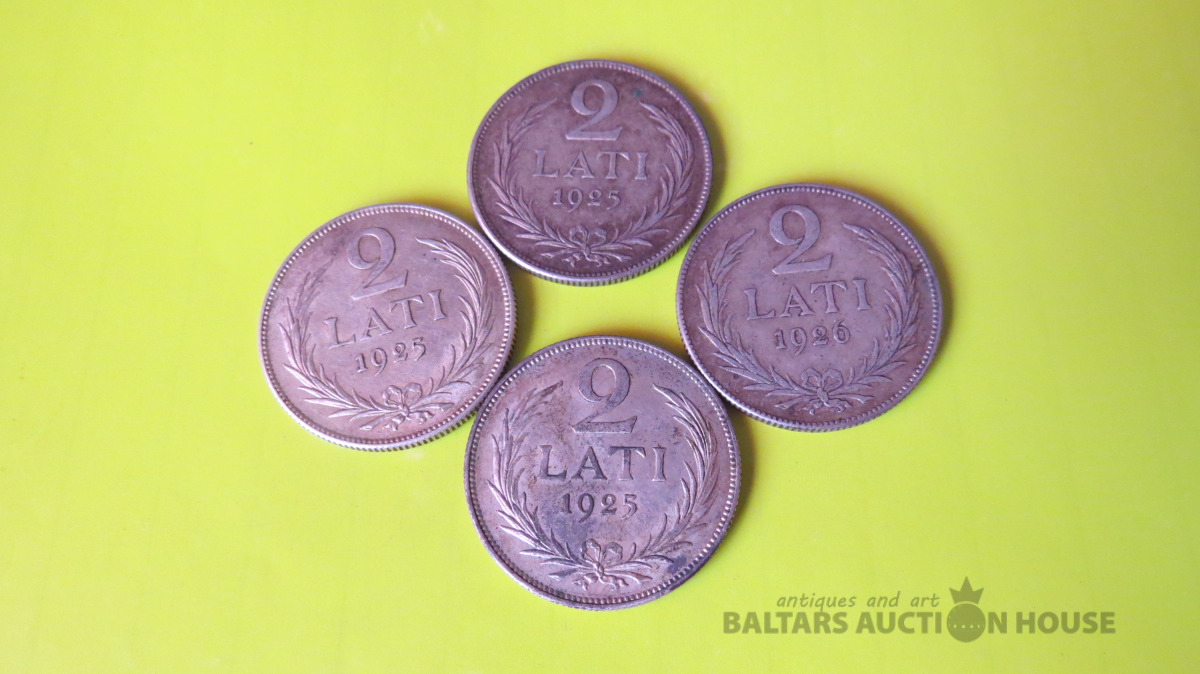 2
LATI
1925
2
LATI
1925
2
LATI
1926
2
LATI
1925
antiques and art
BALTARS AUCTION HOUSE